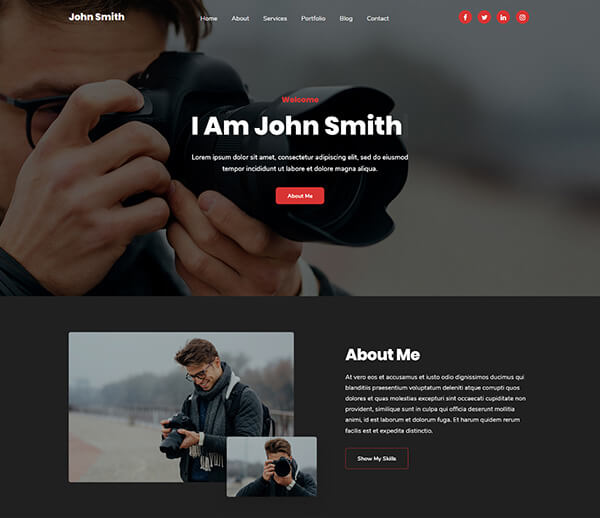 John Smith
Home About Services Portfolio Blog Contact
Welcome
I Am John Smith
Lorem ipsum dolor sit amet, consectetur adipiscing elit, sed do eiusmod
tempor incididunt ut labore et dolore magna aliqua.
About Me
About Me
At vero eos et accusamus et iusto odio dignissimos ducimus qui
blanditiis praesentium voluptatum deleniti atque corrupti quos
dolores et quas molestias excepturi sint occaecati cupiditate non
provident, similique sunt in culpa qui officia deserunt mollitia
animi, id est laborum et dolorum fuga. Et harum quidem rerum
facilis est et expedita distinctio.
Show My Skills